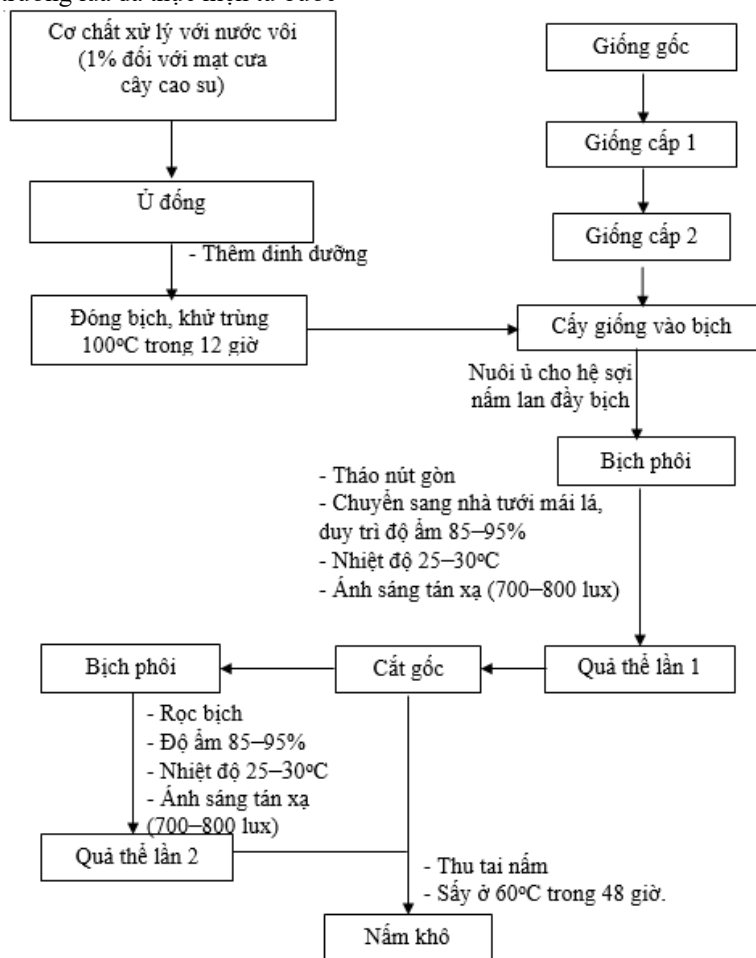 Cơ chất xử lý với nước vôi
(1% đối với mạt cưa
cây cao su)
Giống gốc
Giống cấp 1
Ủ đống
Giống cấp 2
- Thêm dinh dưỡng
Đóng bịch, khử trùng
100ºC trong 12 giờ
Cấy giống vào bịch
Nuôi ủ cho hệ sợi
nấm lan đầy bịch
Bịch phôi
- Tháo nút gòn
- Chuyển sang nhà tưới mái lá,
duy trì độ ẩm 85–95%
- Nhiệt độ 25–30ºC
- Ánh sáng tán xạ (700–800 lux)
Bịch phôi
Cắt gốc
Quả thể lần 1
- Rọc bịch
- Độ ẩm 85–95%
- Nhiệt độ 25–30ºC
- Ánh sáng tán xạ
(700–800 lux)
Quả thể lần 2
- Thu tai nấm
- Sấy ở 60ºC trong 48 giờ.
Nấm khô